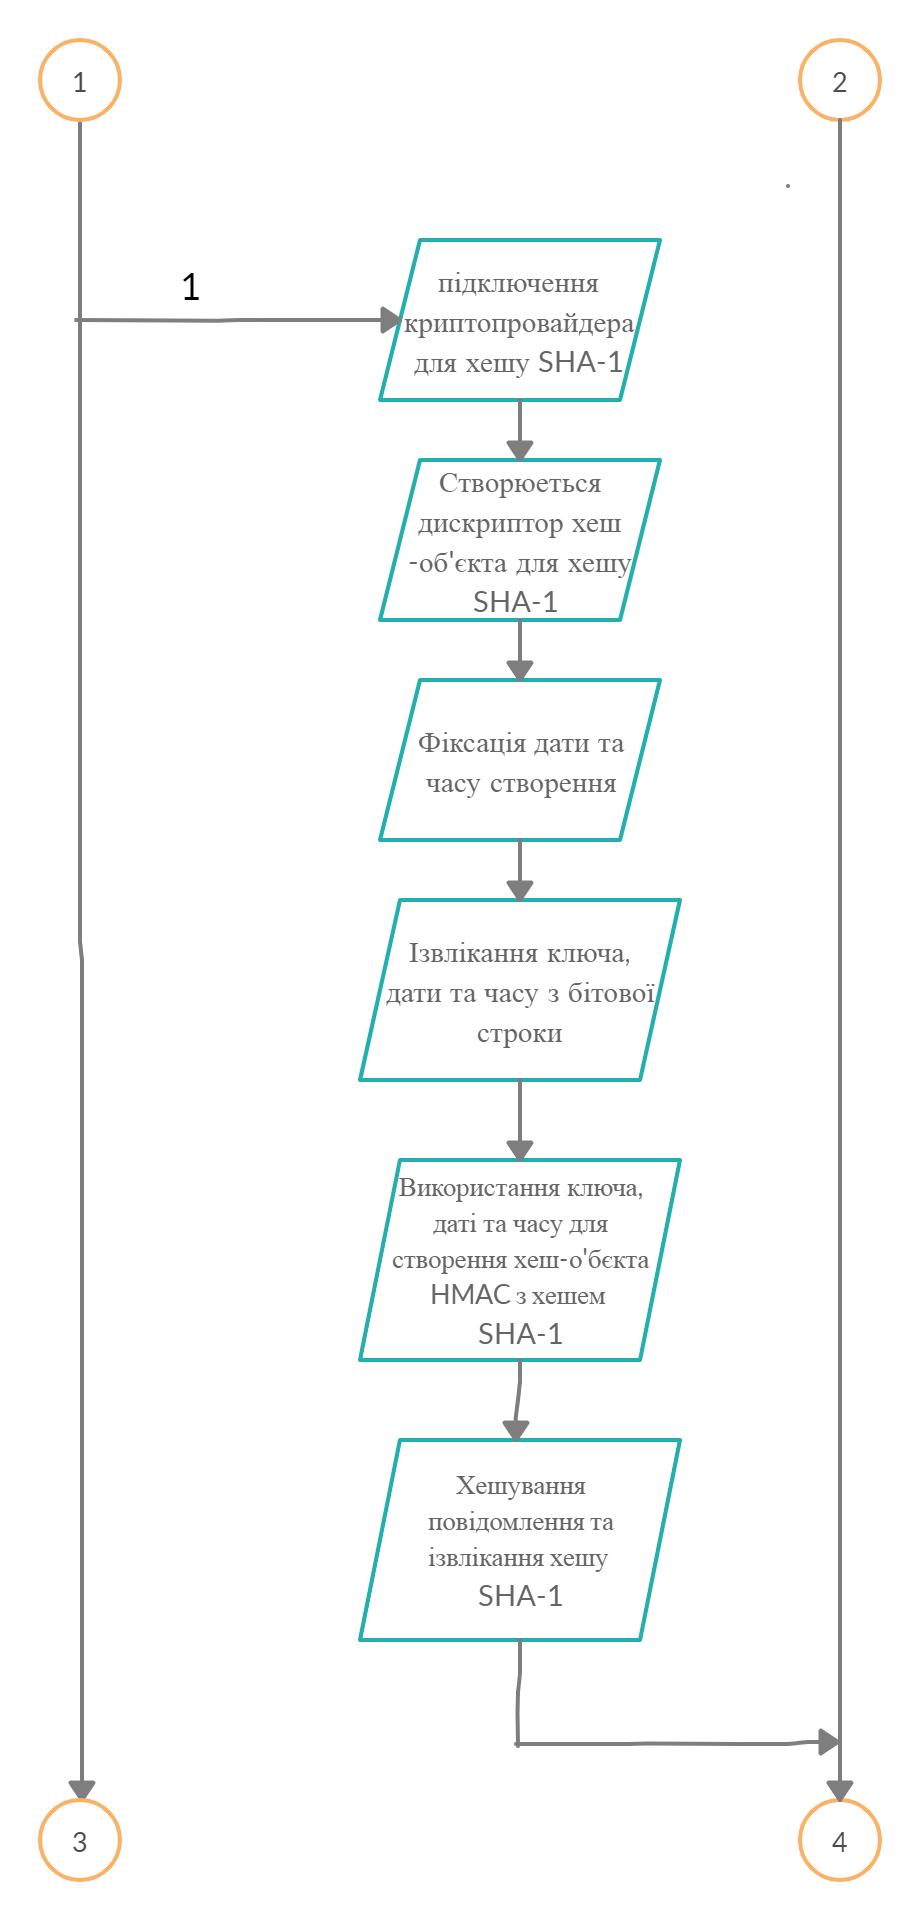 1
2
1
підключення
криптопровайдера
для хешу SHA-1
Створюеться
дискриптор хеш
-об'єкта для хешу
SHA-1
Фіксація дати та
часу створення
Ізвлікання ключа,
дати та часу з бітової
строки
Використання ключа,
даті та часу для
створення хеш-о'бєкта
HMAC з хешем
SHA-1
Хешування
повідомлення та
ізвлікання хешу
SHA-1
3
4